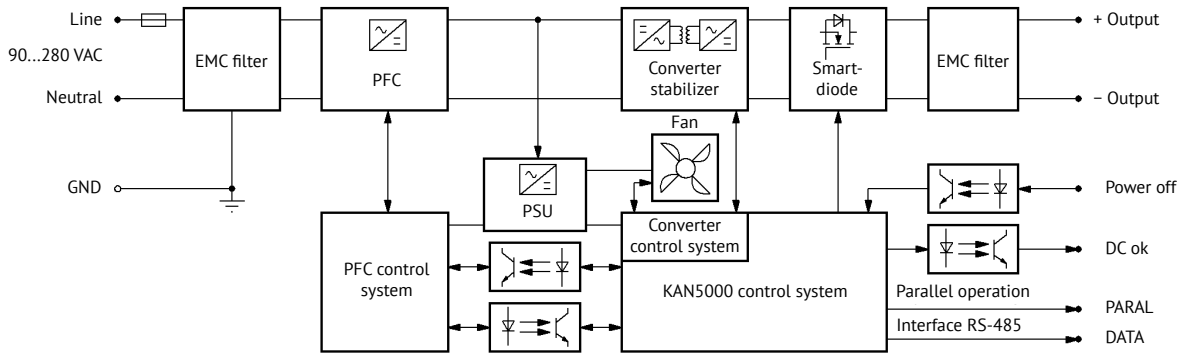 Line
90...280 VAC
Neutral
GND
EMC filter
PFC
Converter
stabilizer
Smart-
diode
EMC filter
+ Output
− Output
Fan
PSU
PFC control
system
Converter
control system
KAN5000 control system
Power off
DC ok
Parallel operation
PARAL
Interface RS-485
DATA